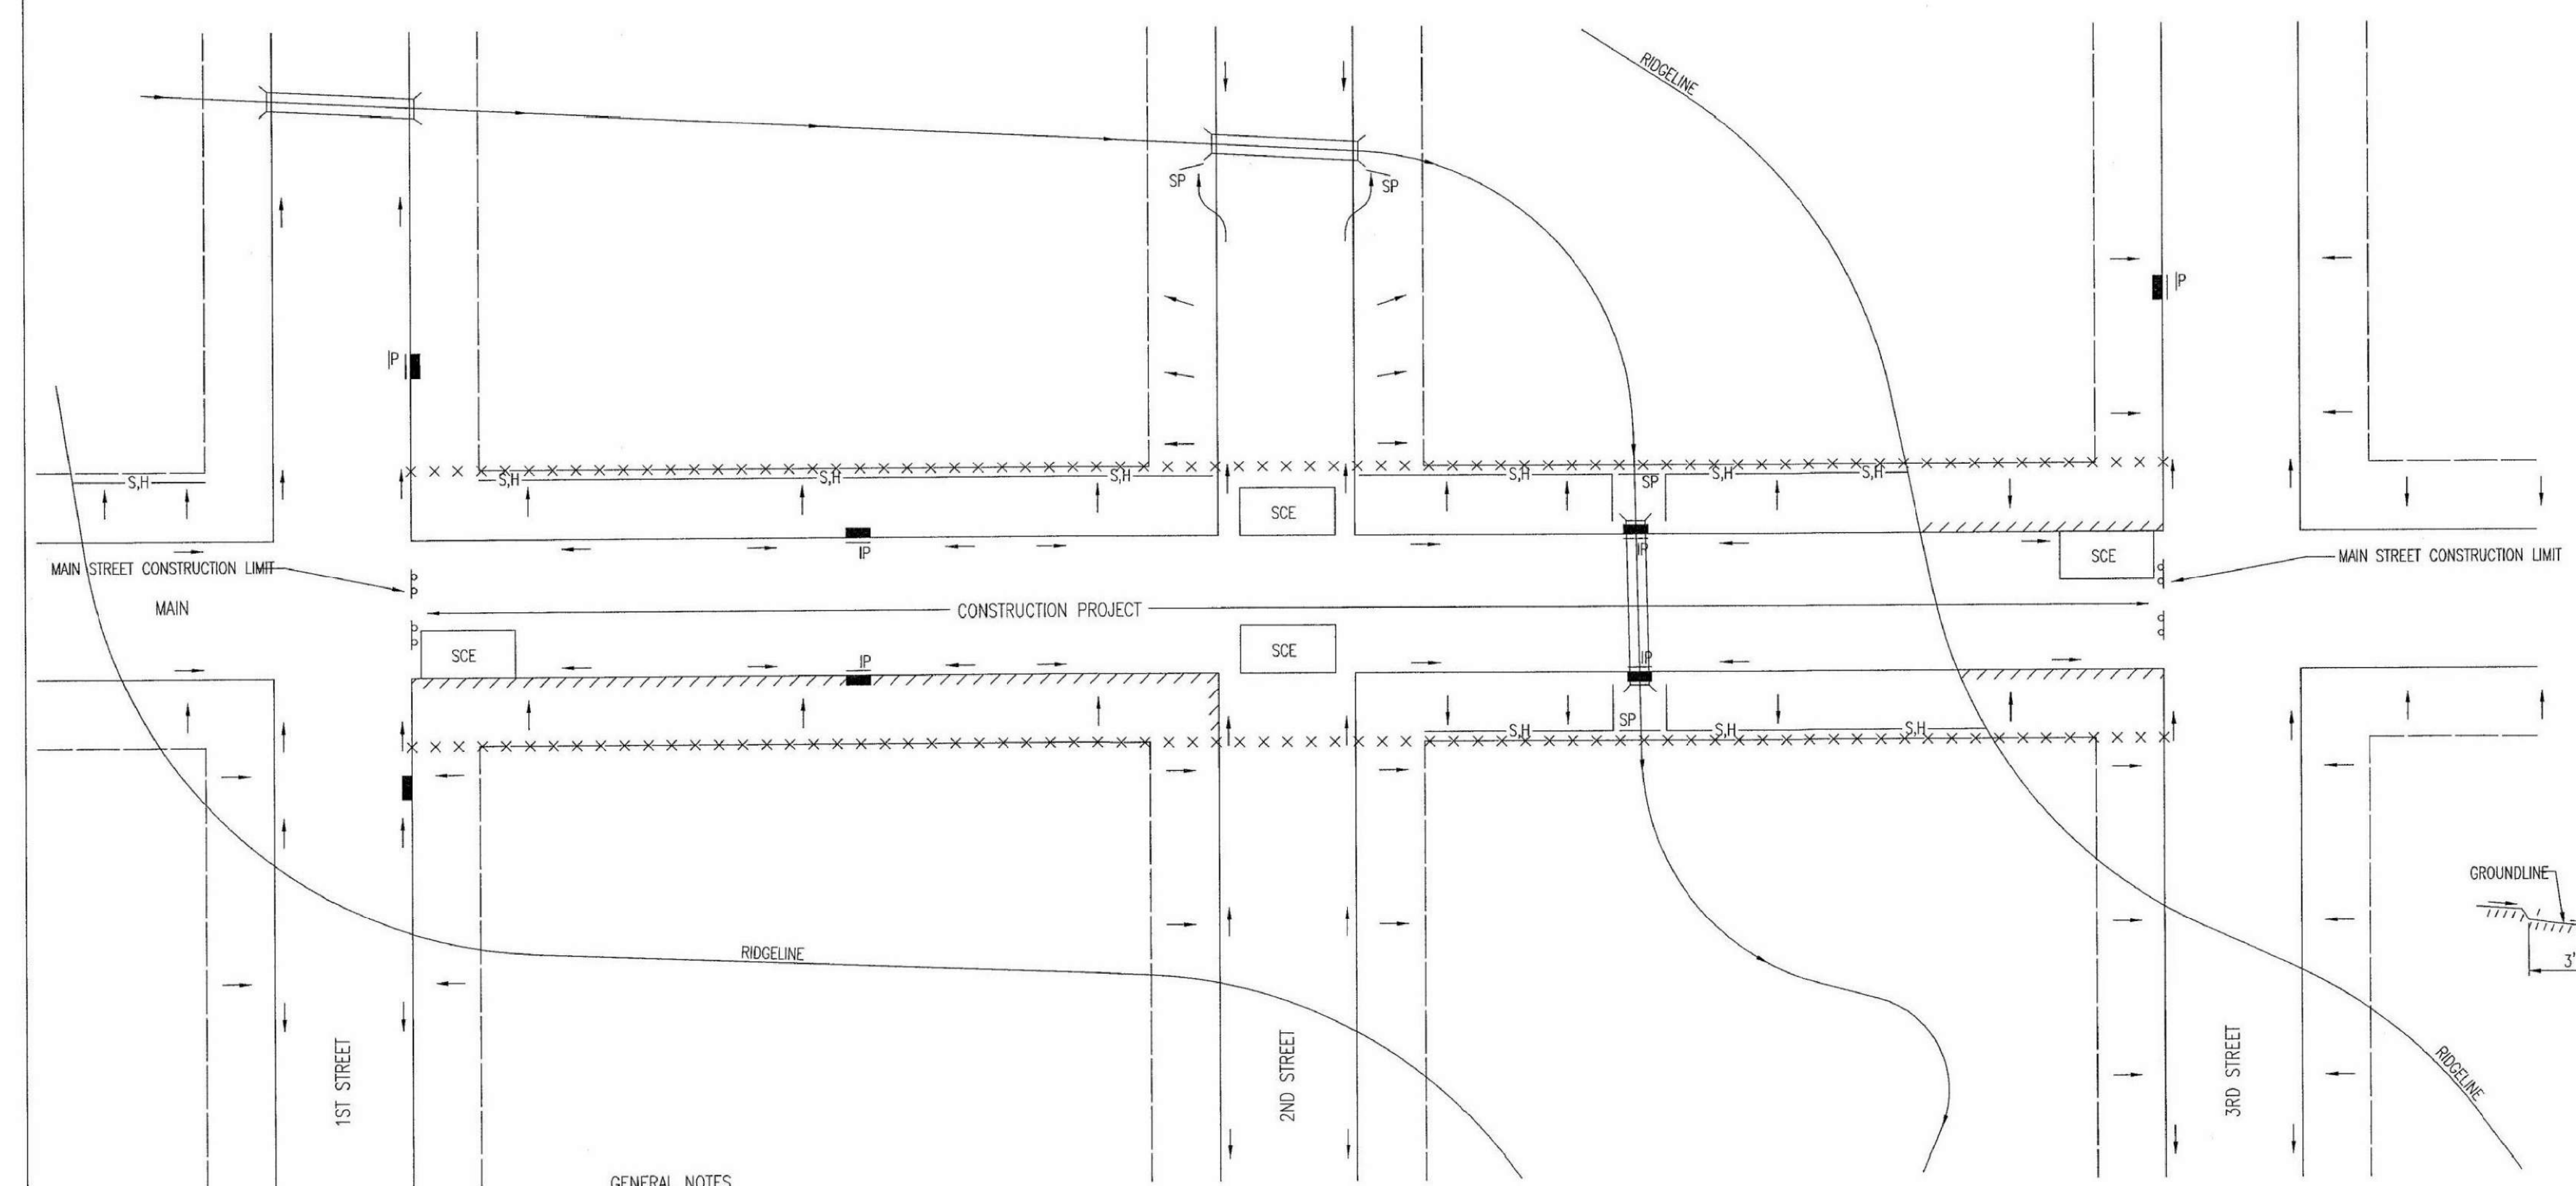 RIDGELINE
SP
SP
IP
IP
S,H
S,H
S,H
S,H
S,H
S,H
S,H
SP
SCE
IP
IP
SCE
MAIN STREET CONSTRUCTION LIMIT
MAIN STREET CONSTRUCTION LIMIT
MAIN
CONSTRUCTION PROJECT
SCE
SCE
IP
IP
SP
S,H
S,H
S,H
GROUNDLINE
RIDGELINE
3'
1ST STREET
2ND STREET
3RD STREET
RIDGELINE
GENERAL NOTES